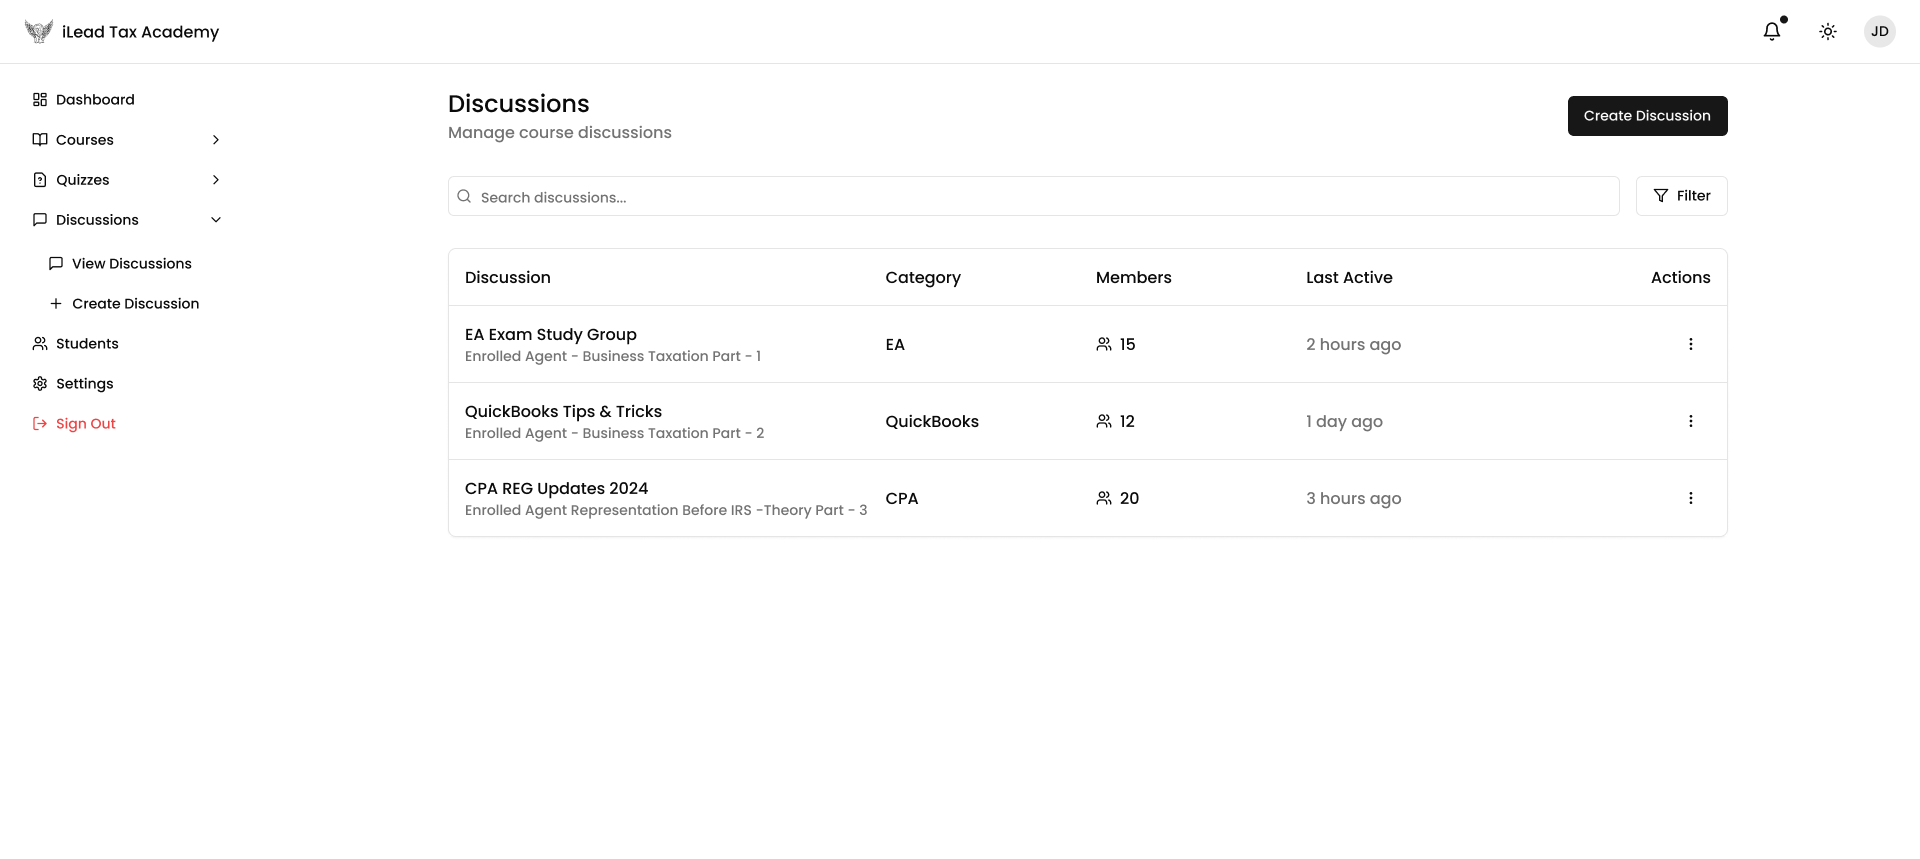 iLead Tax Academy
JD
Dashboard
Courses
Quizzes
Discussions
View Discussions
Create Discussion
Students
Settings
Sign Out
Discussions
Manage course discussions
Create Discussion
Search discussions...
Filter
Discussion Category Members Last Active Actions
EA Exam Study Group
Enrolled Agent - Business Taxation Part - 1
EA 15 2 hours ago
QuickBooks Tips & Tricks
Enrolled Agent - Business Taxation Part - 2
QuickBooks 12 1 day ago
CPA REG Updates 2024
Enrolled Agent Representation Before IRS -Theory Part - 3
CPA 20 3 hours ago